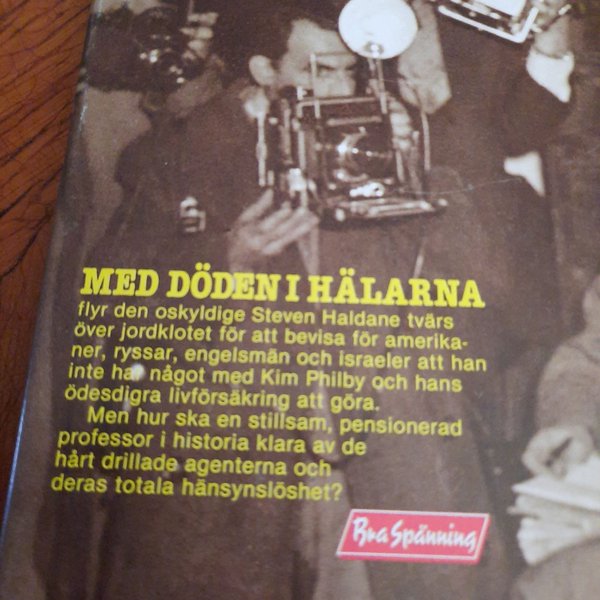 MED DÖDEN I HÄLARNA
flyr den oskyldige Steven Haldane tvärs
över jordklotet för att bevisa för amerika-
ner, ryssar, engelsmän och israeler att han
inte har något med Kim Philby och hans
ödesdigra livförsäkring att göra.
Men hur ska en stillsam, pensionerad
professor i historia klara av de
hårt drillade agenterna och
deras totala hänsynslöshet?
Bra Spänning